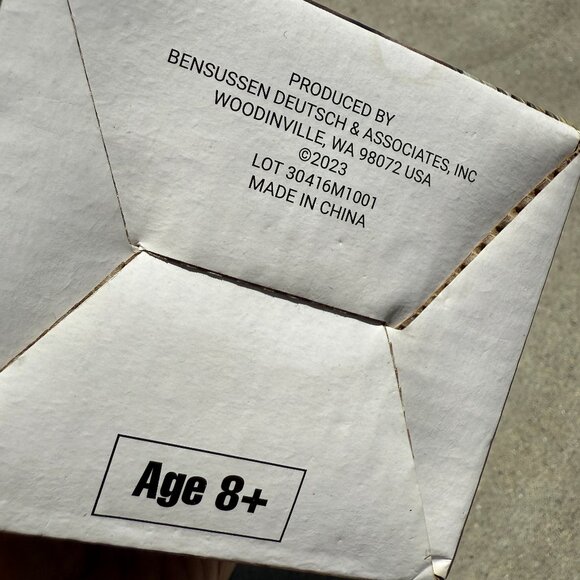 PRODUCED BY
BENSUSSEN DEUTSCH & ASSOCIATES, INC
WOODINVILLE, WA 98072 USA
©2023
LOT 30416M1001
MADE IN CHINA
Age 8+